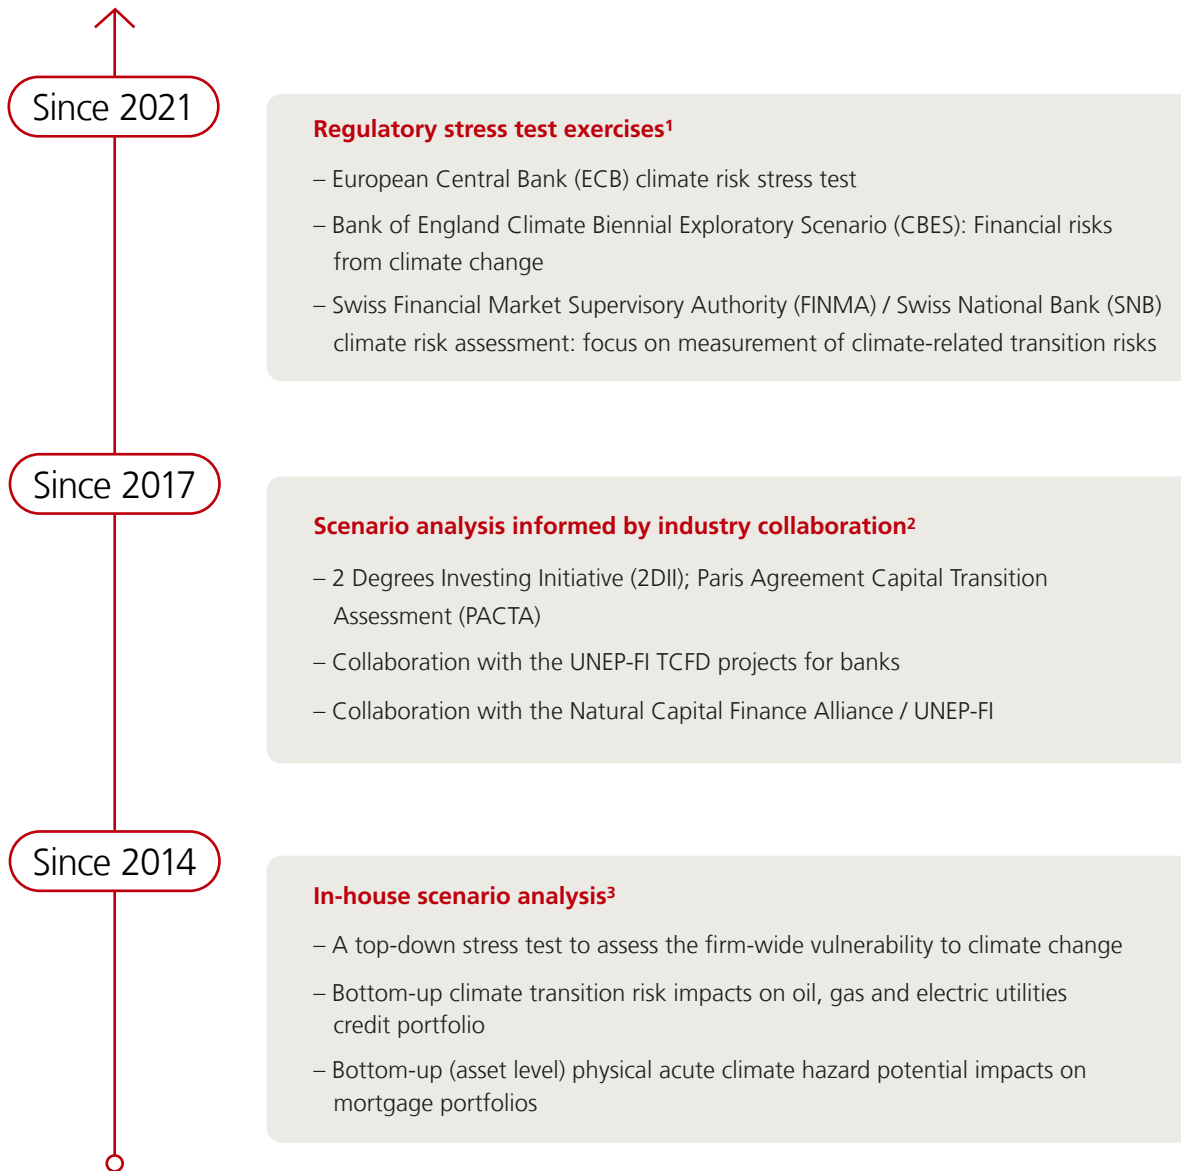 Since 2021
Regulatory stress test exercises1
– European Central Bank (ECB) climate risk stress test
– Bank of England Climate Biennial Exploratory Scenario (CBES): Financial risks
from climate change
– Swiss Financial Market Supervisory Authority (FINMA) / Swiss National Bank (SNB)
climate risk assessment: focus on measurement of climate-related transition risks
Since 2017
Scenario analysis informed by industry collaboration2
– 2 Degrees Investing Initiative (2DII); Paris Agreement Capital Transition
Assessment (PACTA)
– Collaboration with the UNEP-FI TCFD projects for banks
– Collaboration with the Natural Capital Finance Alliance / UNEP-FI
Since 2014
In-house scenario analysis3
– A top-down stress test to assess the firm-wide vulnerability to climate change
– Bottom-up climate transition risk impacts on oil, gas and electric utilities
credit portfolio
– Bottom-up (asset level) physical acute climate hazard potential impacts on
mortgage portfolios